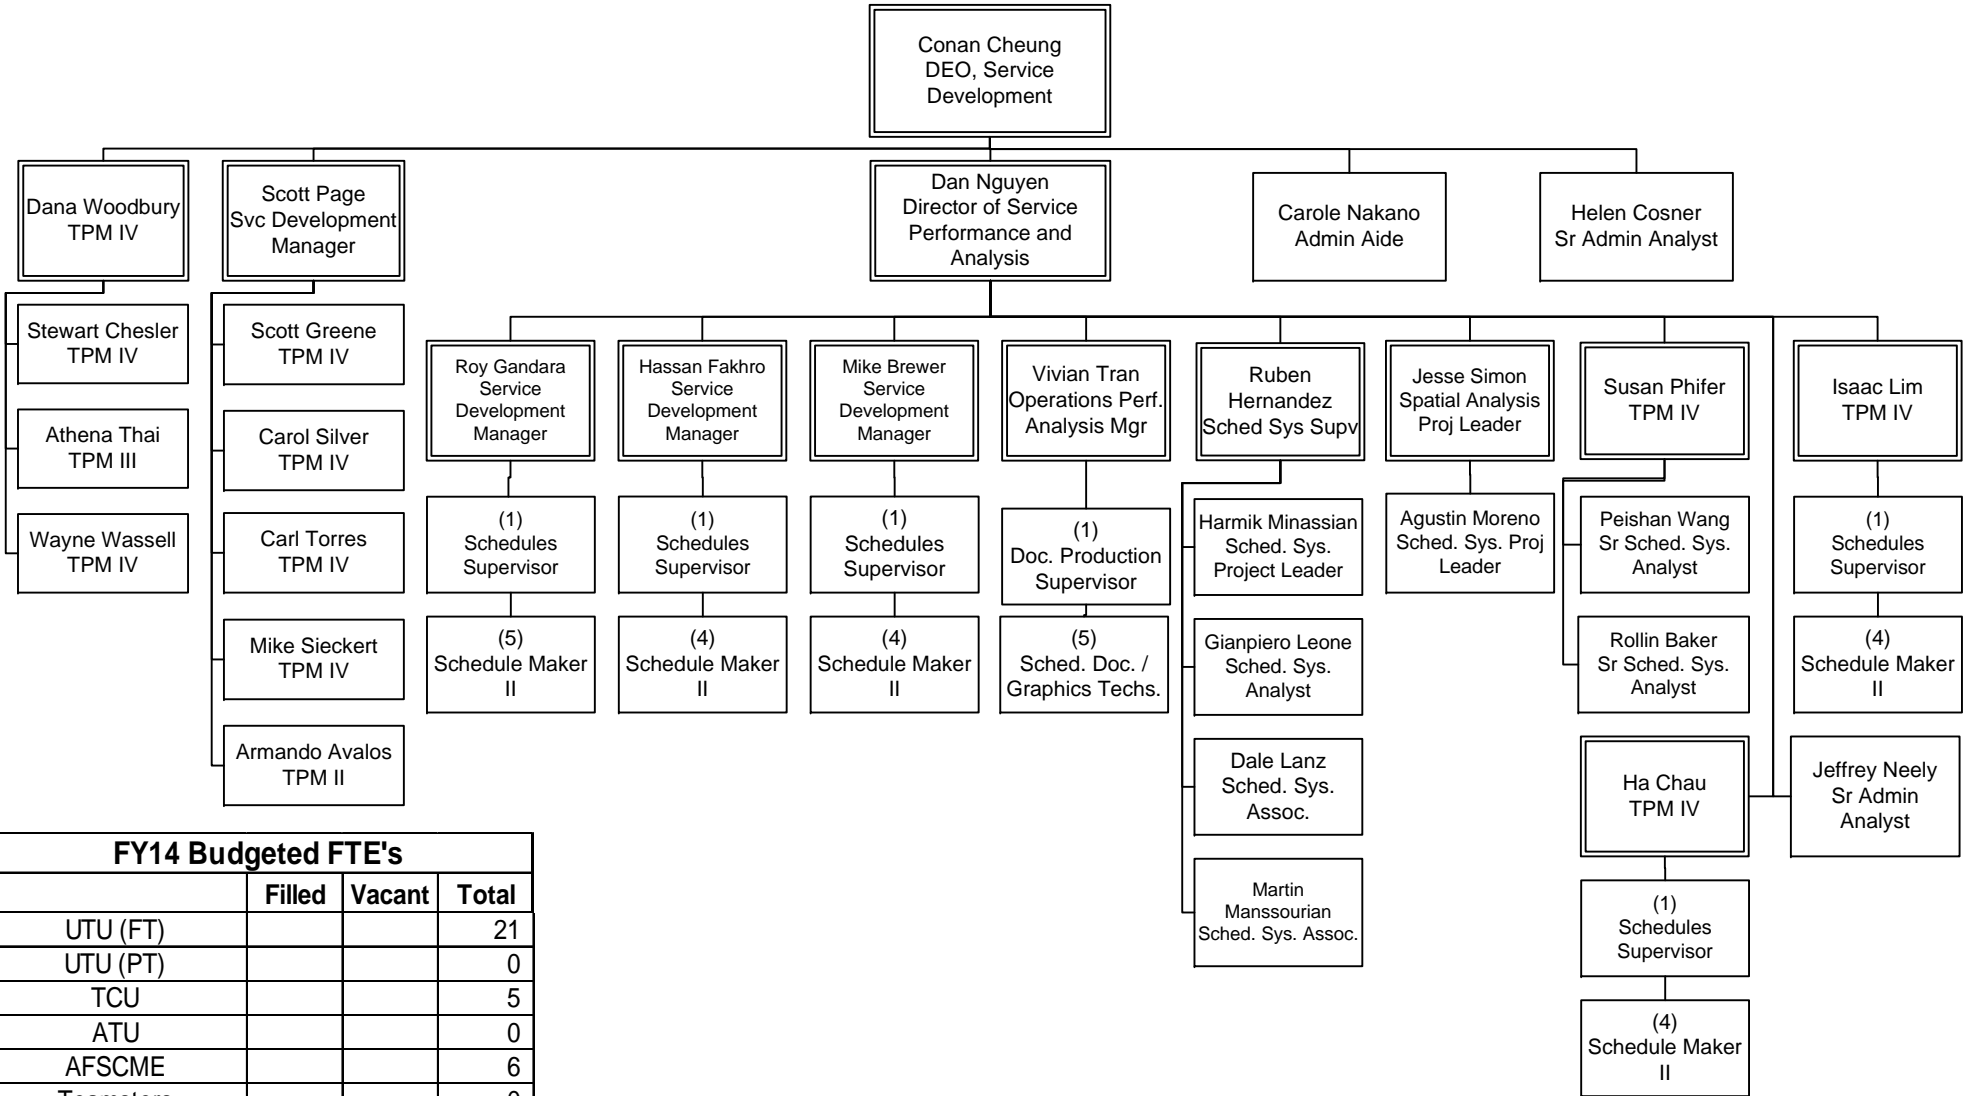 Conan Cheung
DEO, Service
Development
Dana Woodbury
TPM IV
Scott Page
Svc Development
Manager
Dan Nguyen
Director of Service
Performance and
Analysis
Carole Nakano
Admin Aide
Helen Cosner
Sr Admin Analyst
Stewart Chesler
TPM IV
Athena Thai
TPM III
Wayne Wassell
TPM IV
Scott Greene
TPM IV
Carol Silver
TPM IV
Carl Torres
TPM IV
Mike Sieckert
TPM IV
Armando Avalos
TPM II
Roy Gandara
Service
Development
Manager
(1)
Schedules
Supervisor
(5)
Schedule Maker
II
Hassan Fakhro
Service
Development
Manager
(1)
Schedules
Supervisor
(4)
Schedule Maker
II
Mike Brewer
Service
Development
Manager
(1)
Schedules
Supervisor
(4)
Schedule Maker
II
Vivian Tran
Operations Perf.
Analysis Mgr
(1)
Doc. Production
Supervisor
(5)
Sched. Doc. /
Graphics Techs.
Ruben
Hernandez
Sched Sys Supv
Harmik Minassian
Sched. Sys.
Project Leader
Gianpiero Leone
Sched. Sys.
Analyst
Dale Lanz
Sched. Sys.
Assoc.
Martin
Manssourian
Sched. Sys. Assoc.
Jesse Simon
Spatial Analysis
Proj Leader
Agustin Moreno
Sched. Sys. Proj
Leader
Susan Phifer
TPM IV
Peishan Wang
Sr Sched. Sys.
Analyst
Rollin Baker
Sr Sched. Sys.
Analyst
Isaac Lim
TPM IV
(1)
Schedules
Supervisor
(4)
Schedule Maker
II
Ha Chau
TPM IV
(1)
Schedules
Supervisor
(4)
Schedule Maker
II
Jeffrey Neely
Sr Admin
Analyst
FY14 Budgeted FTE's
Filled Vacant Total
UTU (FT) 21
UTU (PT) 0
TCU 5
ATU 0
AFSCME 6